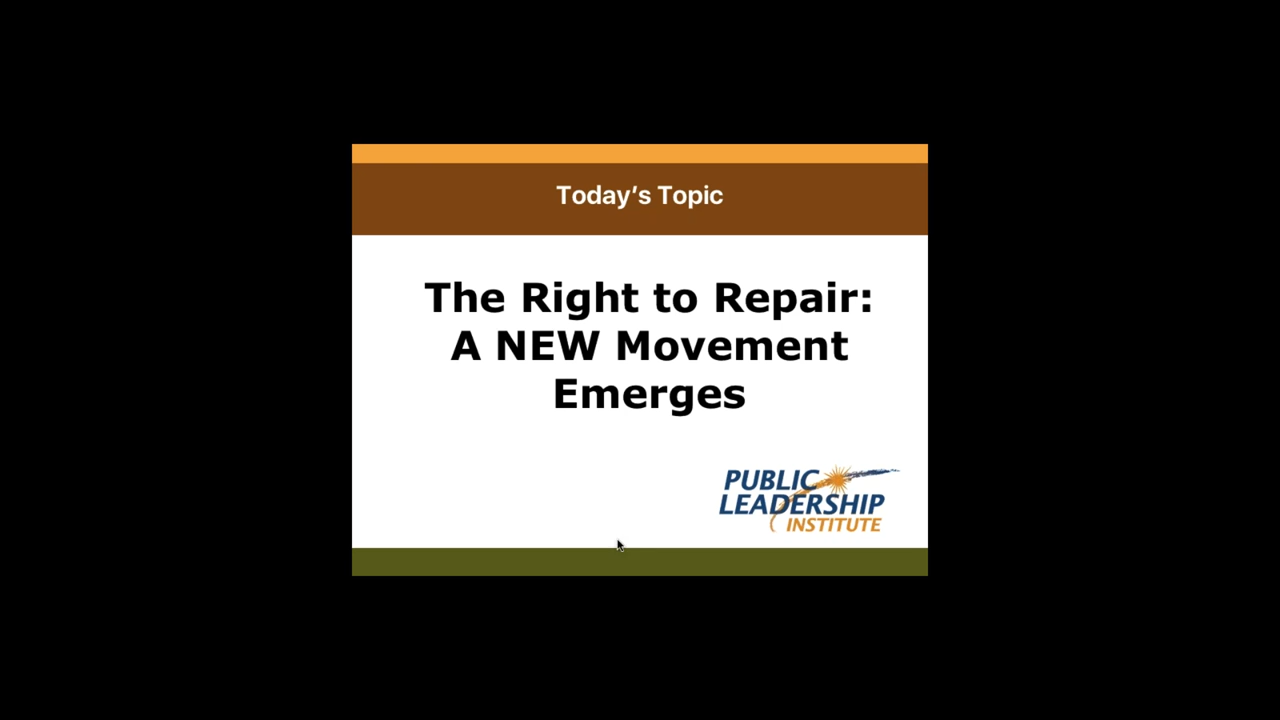 Today’s Topic
The Right to Repair:
A NEW Movement
Emerges
PUBLIC
LEADERSHIP
INSTITUTE